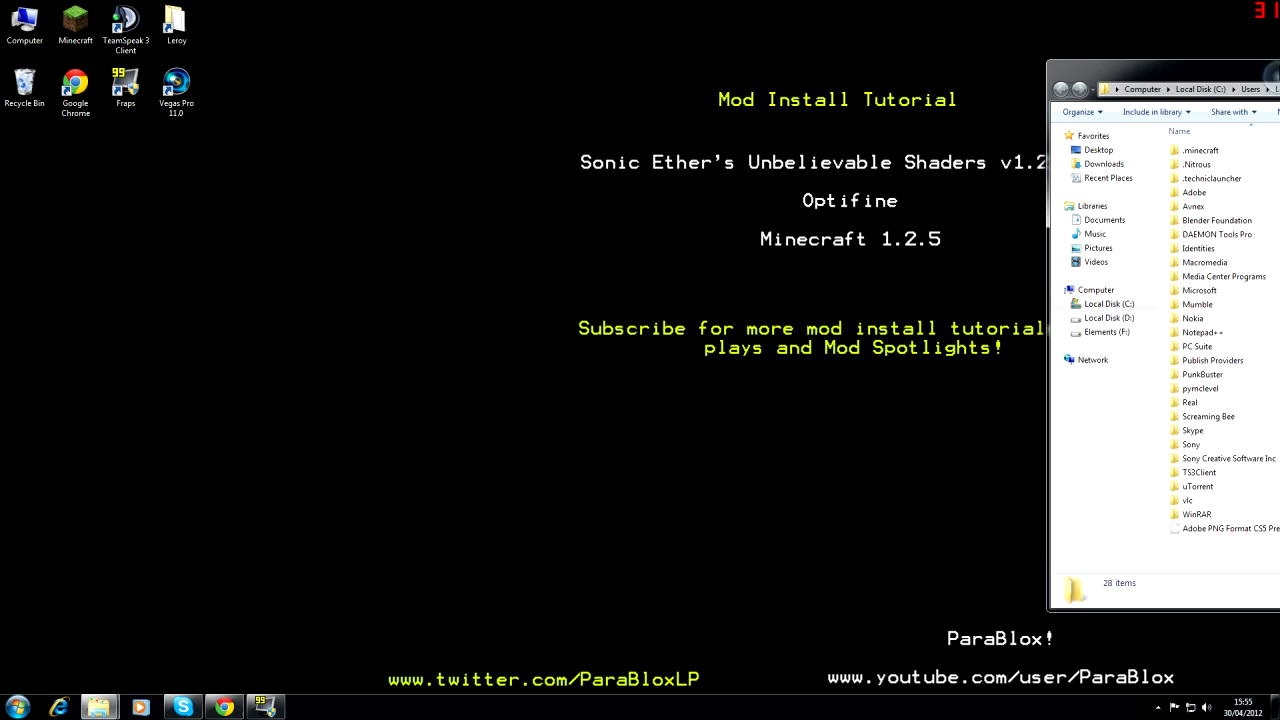 Computer
Minecraft
TeamSpeak 3
Client
Leroy
Recycle Bin
Google
Chrome
99
Fraps
Vegas Pro
11.0
31
Mod Install Tutorial
Sonic Ether's Unbelievable Shaders v1.2
Optifine
Minecraft 1.2.5
Subscribe for more mod install tutorial
plays and Mod Spotlights!
Computer
Local Disk (C:)
Users
Organize
Include in library
Share with
Name
Favorites
Desktop
Downloads
Recent Places
Libraries
Documents
Music
Pictures
Videos
Computer
Local Disk (C:)
Local Disk (D:)
Elements (F:)
Network
.minecraft
.Nitrous
.techniclauncher
Adobe
Avnex
Blender Foundation
DAEMON Tools Pro
Identities
Macromedia
Media Center Programs
Microsoft
Mumble
Nokia
Notepad++
PC Suite
Publish Providers
PunkBuster
pymclevel
Real
Screaming Bee
Skype
Sony
Sony Creative Software Inc
TS3Client
uTorrent
vlc
WinRAR
Adobe PNG Format CS5 Pre
28 items
ParaBlox!
www.twitter.com/ParaBloxLP
www.youtube.com/user/ParaBlox
99
15:55
30/04/2012